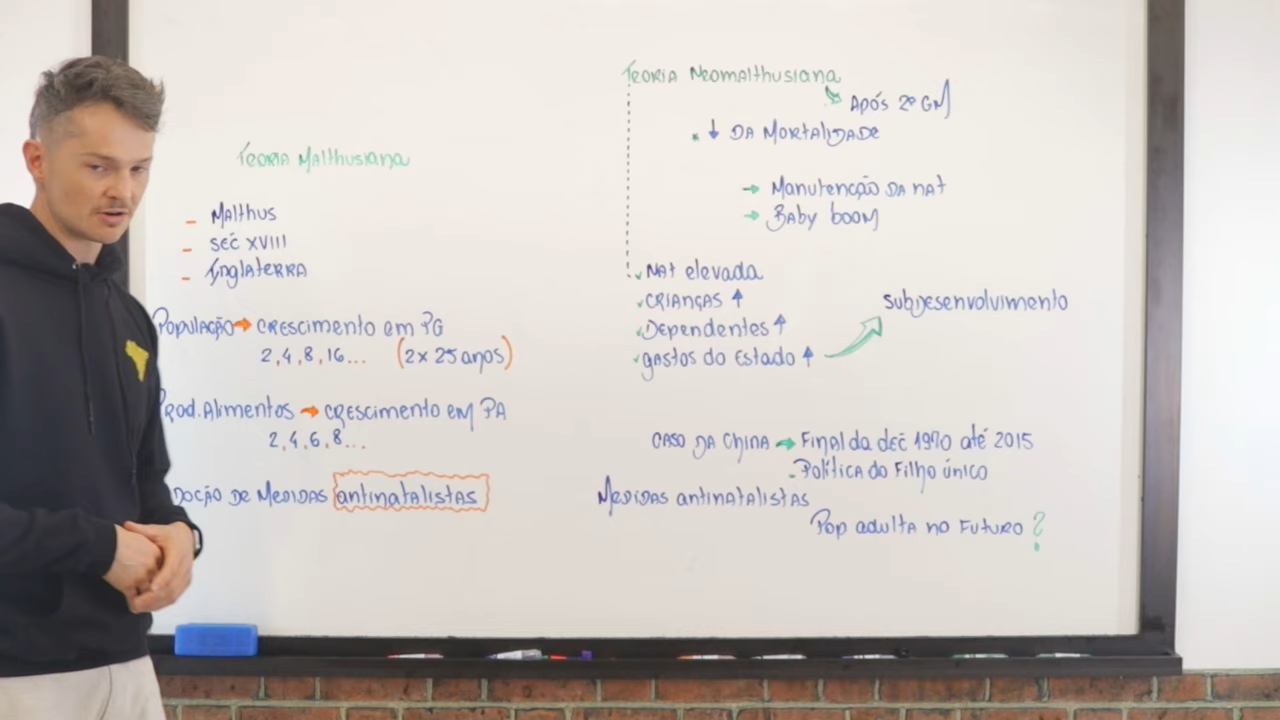 Teoria Malthusiana
- Malthus
- Séc XVIII
- Inglaterra
População → Crescimento em PG
2, 4, 8, 16... (2x 25 anos)
Prod. Alimentos → Crescimento em PA
2, 4, 6, 8...
doção de Medidas antinatalistas
Teoria Neomalthusiana
Após 2ª GM
* ↓ da Mortalidade
→ Manutenção da nat
→ Baby boom
✓ Nat elevada
✓ Crianças ↑
✓ Dependentes ↑
✓ gastos do Estado ↑
Subdesenvolvimento
Caso da China → Final da déc 1970 até 2015
- Política do Filho único
Medidas antinatalistas
Pop adulta no Futuro ?